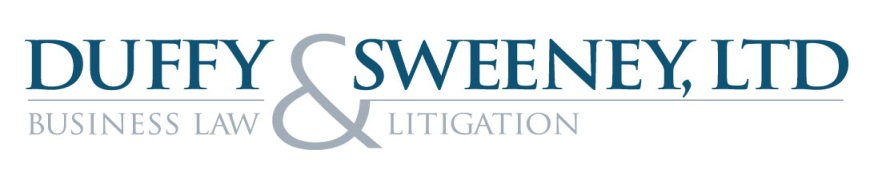 DUFFY & SWEENEY, LTD
BUSINESS LAW & LITIGATION